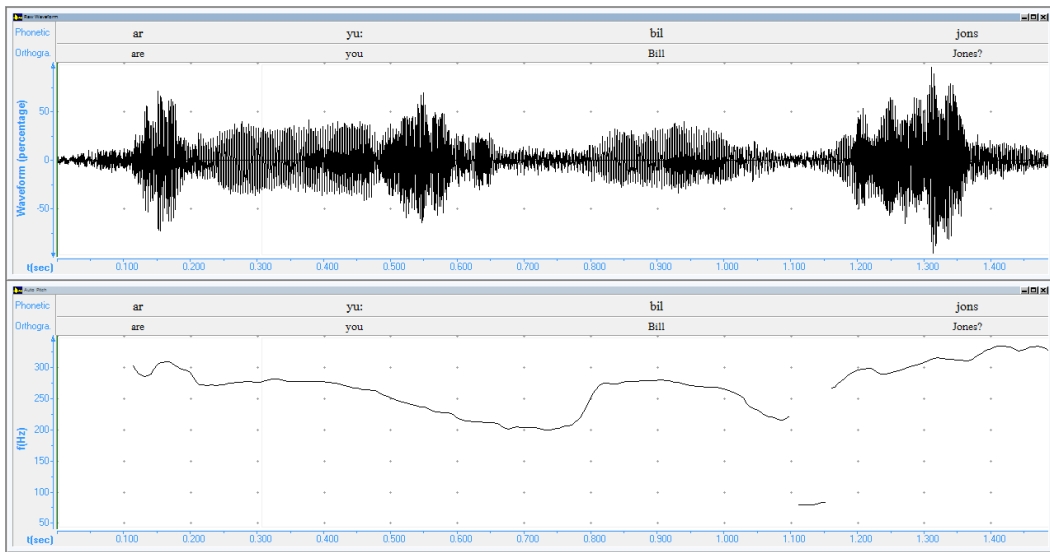 Raw Waveform
Phonetic ar yu: bil jons
Orthogra. are you Bill Jones?
Waveform (percentage)
50
0
-50
t(sec) 0.100 0.200 0.300 0.400 0.500 0.600 0.700 0.800 0.900 1.000 1.100 1.200 1.300 1.400
Auto Pitch
Phonetic ar yu: bil jons
Orthogra. are you Bill Jones?
f(Hz)
300
250
200
150
100
50
t(sec) 0.100 0.200 0.300 0.400 0.500 0.600 0.700 0.800 0.900 1.000 1.100 1.200 1.300 1.400